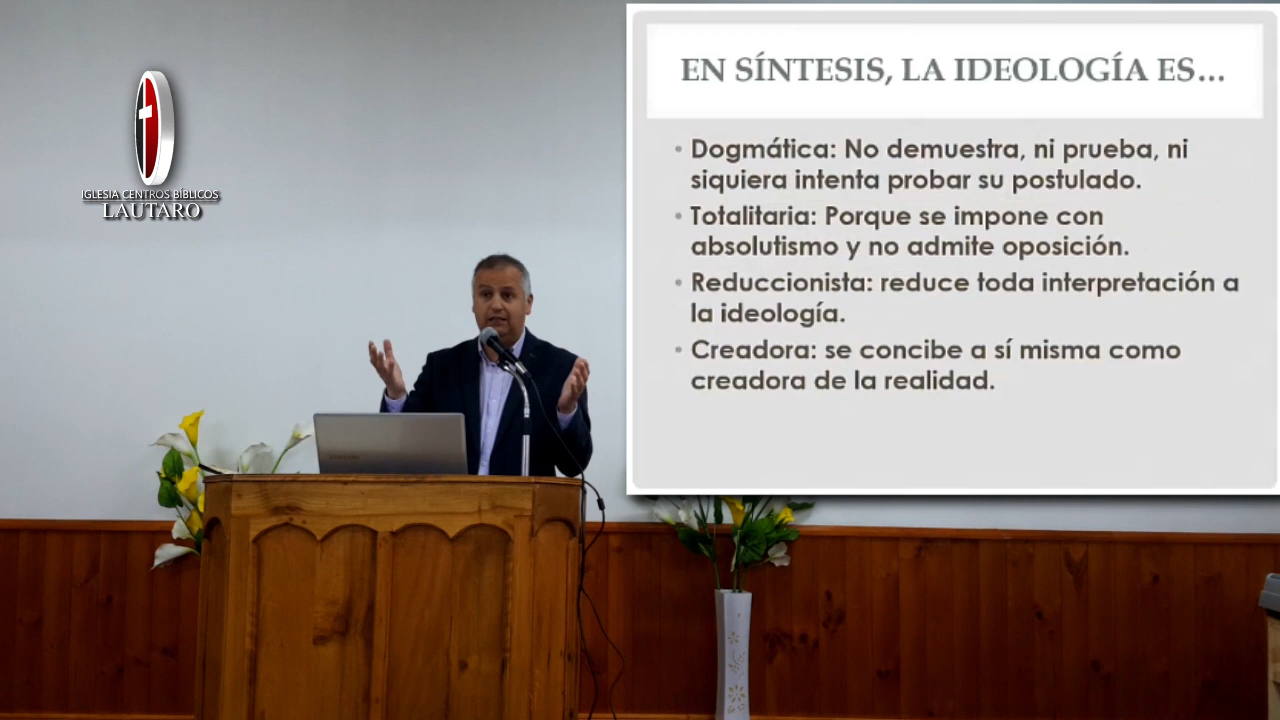 IGLESIA CENTROS BÍBLICOS
LAUTARO
EN SÍNTESIS, LA IDEOLOGÍA ES...
• Dogmática: No demuestra, ni prueba, ni
siquiera intenta probar su postulado.
• Totalitaria: Porque se impone con
absolutismo y no admite oposición.
• Reduccionista: reduce toda interpretación a
la ideología.
• Creadora: se concibe a sí misma como
creadora de la realidad.